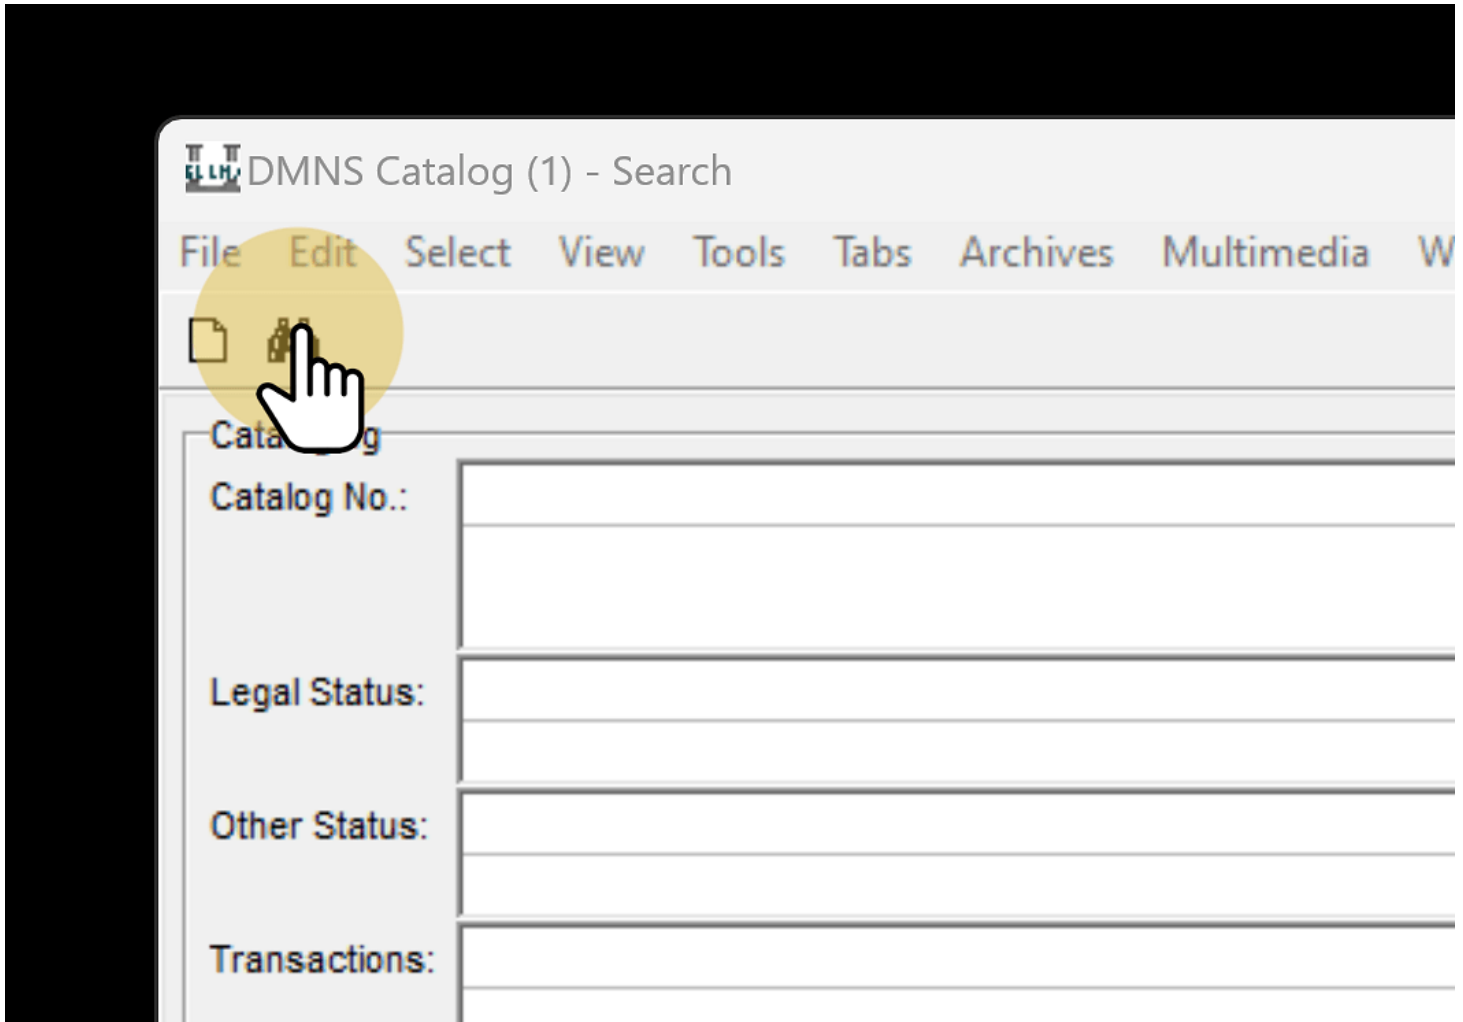 DMNS Catalog (1) - Search
File Edit Select View Tools Tabs Archives Multimedia W
Catalog No.:
Legal Status:
Other Status:
Transactions: